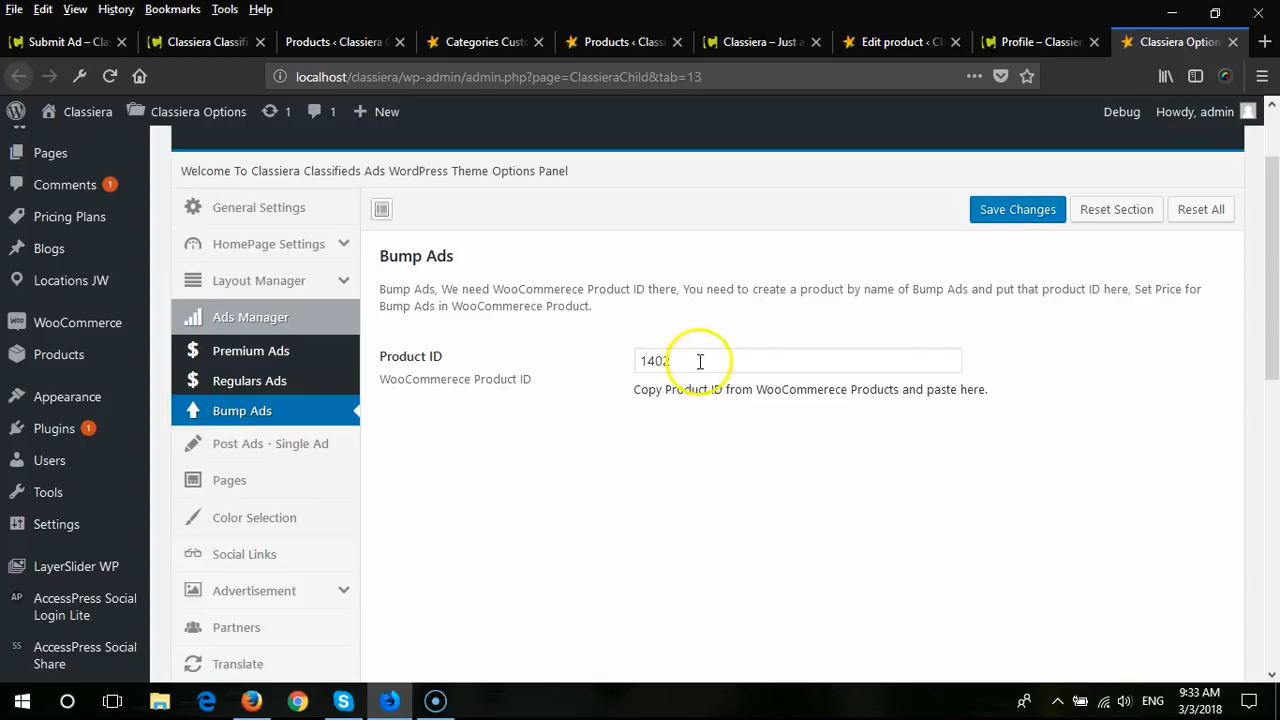 File Edit View History Bookmarks Tools Help
Submit Ad – Cla
Classiera Classifi
Products ‹ Classiera
Categories Cust
Products ‹ Classi
Classiera – Just a
Edit product ‹ Cl
Profile – Classiera
Classiera Option
localhost/classiera/wp-admin/admin.php?page=ClassieraChild&tab=13
Classiera Classiera Options 1 1 New Debug Howdy, admin
Pages
Comments 1
Pricing Plans
Blogs
Locations JW
WooCommerce
Products
Appearance
Plugins 1
Users
Tools
Settings
LayerSlider WP
AP AccessPress Social
Login Lite
SS AccessPress Social
Share
Welcome To Classiera Classifieds Ads WordPress Theme Options Panel
General Settings
HomePage Settings
Layout Manager
Ads Manager
Premium Ads
Regulars Ads
Bump Ads
Post Ads - Single Ad
Pages
Color Selection
Social Links
Advertisement
Partners
Translate
Save Changes Reset Section Reset All
Bump Ads
Bump Ads, We need WooCommerece Product ID there, You need to create a product by name of Bump Ads and put that product ID here, Set Price for
Bump Ads in WooCommerece Product.
Product ID
WooCommerece Product ID
1402
Copy Product ID from WooCommerece Products and paste here.
ENG
9:33 AM
3/3/2018